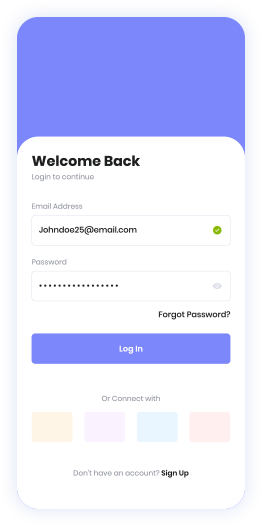 Welcome Back
Login to continue
Email Address
Johndoe25@email.com
Password
•••••••••••••••••
Forgot Password?
Log In
Or Connect with
Don't have an account? Sign Up